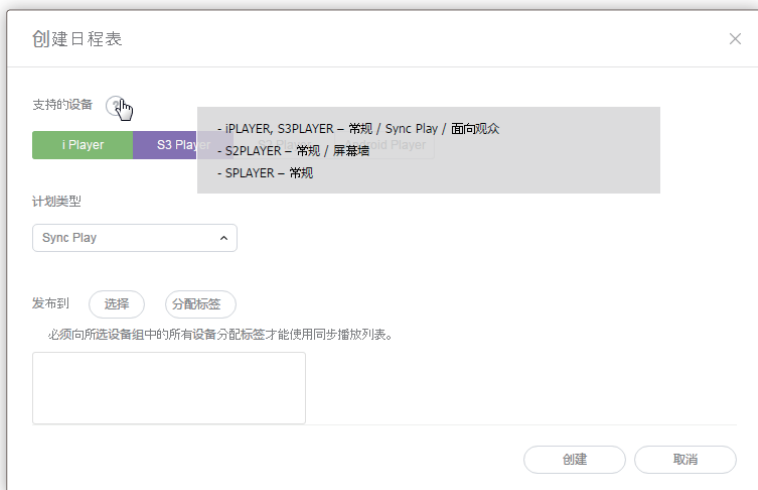 创建日程表
支持的设备 ?
- iPLAYER, S3PLAYER – 常规 / Sync Play / 面向观众
i Player S3 Player Android Player
- S2PLAYER – 常规 / 屏幕墙
- SPLAYER – 常规
计划类型
Sync Play
发布到 选择 分配标签
必须向所选设备组中的所有设备分配标签才能使用同步播放列表。
创建 取消